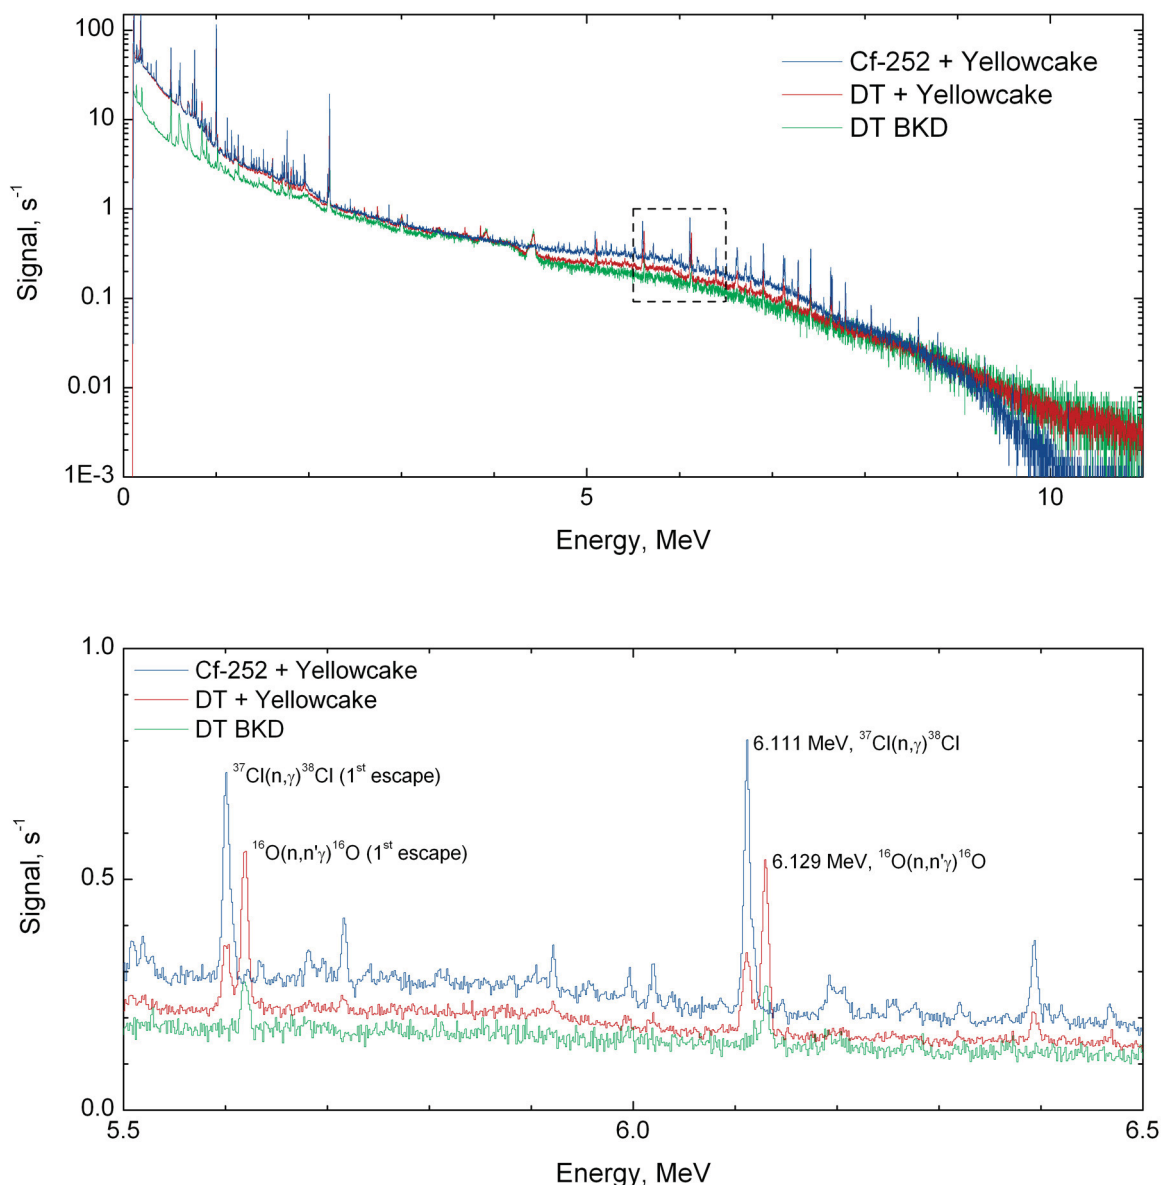 100
10
1
0.1
0.01
1E-3
Signal, s⁻¹
Cf-252 + Yellowcake
DT + Yellowcake
DT BKD
0 5 10
Energy, MeV
1.0
0.5
0.0
Signal, s⁻¹
Cf-252 + Yellowcake
DT + Yellowcake
DT BKD
6.111 MeV, ³⁷Cl(n,γ)³⁸Cl
³⁷Cl(n,γ)³⁸Cl (1ˢᵗ escape)
¹⁶O(n,n'γ)¹⁶O (1ˢᵗ escape)
6.129 MeV, ¹⁶O(n,n'γ)¹⁶O
5.5 6.0 6.5
Energy, MeV